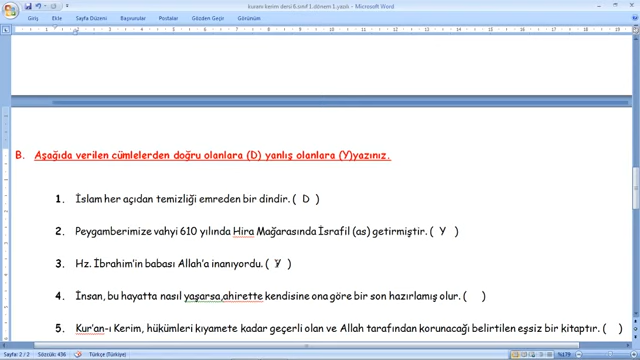 kuranı kerim dersi 6.sınıf 1.dönem 1.yazılı - Microsoft Word
Giriş Ekle Sayfa Düzeni Başvurular Postalar Gözden Geçir Görünüm
B. Aşağıda verilen cümlelerden doğru olanlara (D) yanlış olanlara (Y)yazınız.
1. İslam her açıdan temizliği emreden bir dindir. ( D )
2. Peygamberimize vahyi 610 yılında Hira Mağarasında İsrafil (as) getirmiştir. ( Y )
3. Hz. İbrahim’in babası Allah’a inanıyordu. ( Y )
4. İnsan, bu hayatta nasıl yaşarsa,ahirette kendisine ona göre bir son hazırlamış olur. ( )
5. Kur’an-ı Kerim, hükümleri kıyamete kadar geçerli olan ve Allah tarafından korunacağı belirtilen eşsiz bir kitaptır. ( )
Sayfa: 2 / 2 Sözcük: 436 Türkçe (Türkiye) %179